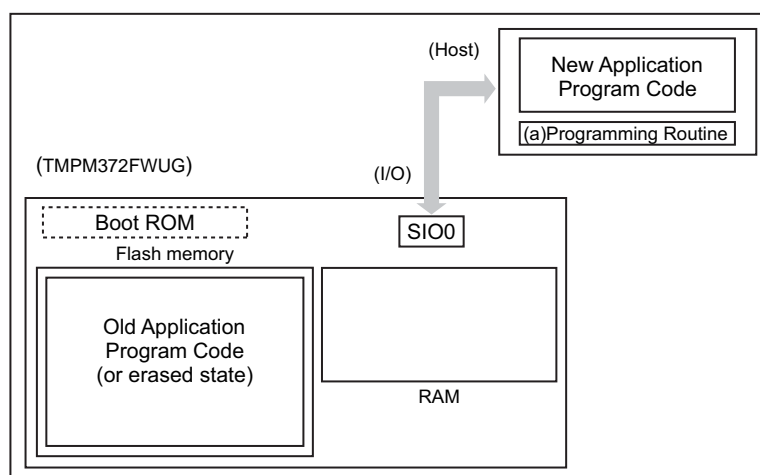 (Host)
New Application
Program Code
(a)Programming Routine
(TMPM372FWUG)
(I/O)
Boot ROM
SIO0
Flash memory
Old Application
Program Code
(or erased state)
RAM